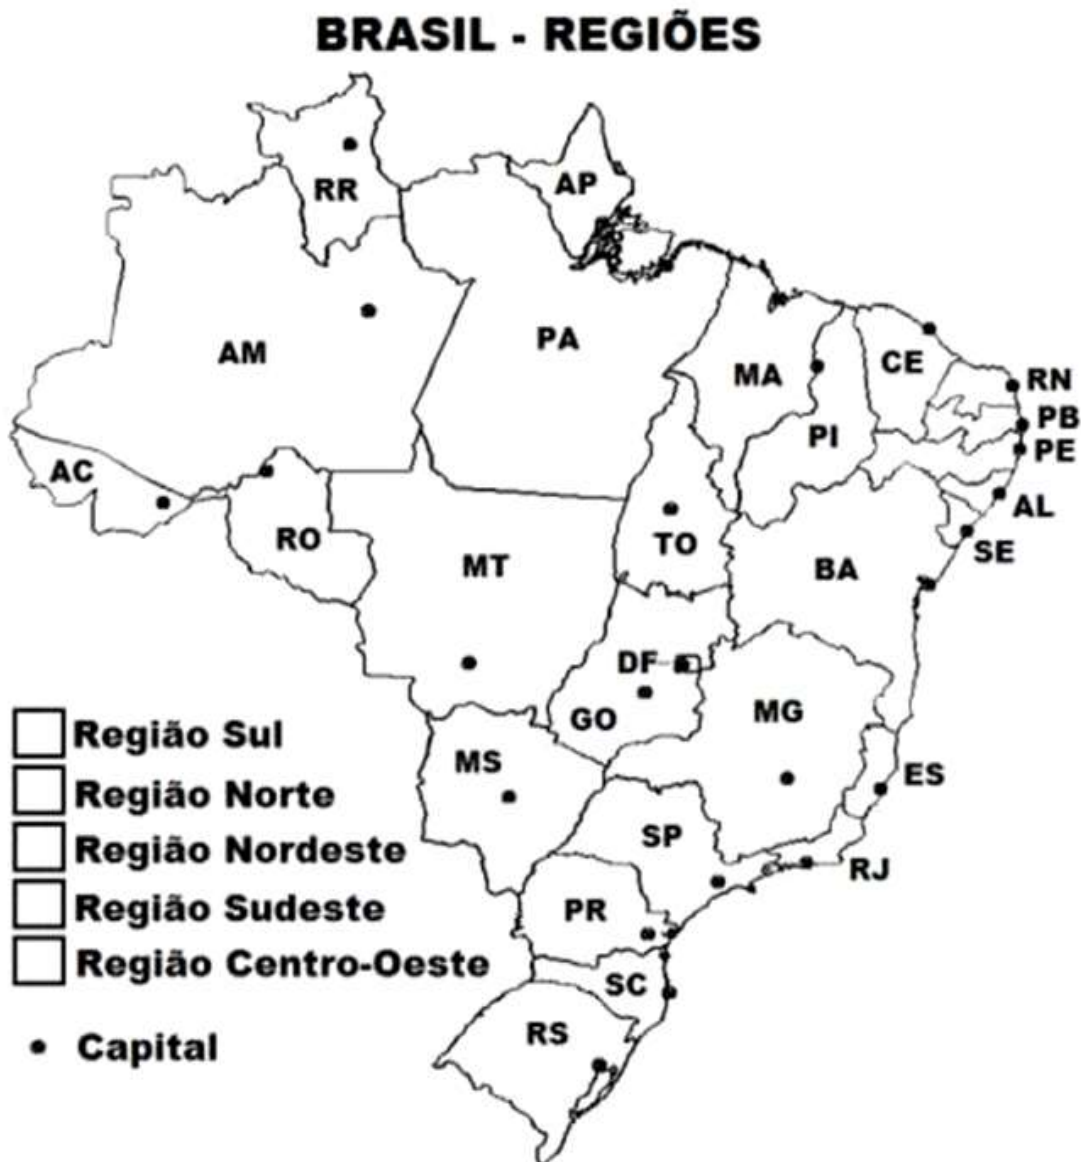 BRASIL - REGIÕES
RR
AP
AM
PA
MA
CE
RN
PB
PE
PI
AC
AL
RO
TO
SE
MT
BA
DF
GO
MG
MS
ES
SP
RJ
PR
SC
RS
Região Sul
Região Norte
Região Nordeste
Região Sudeste
Região Centro-Oeste
Capital